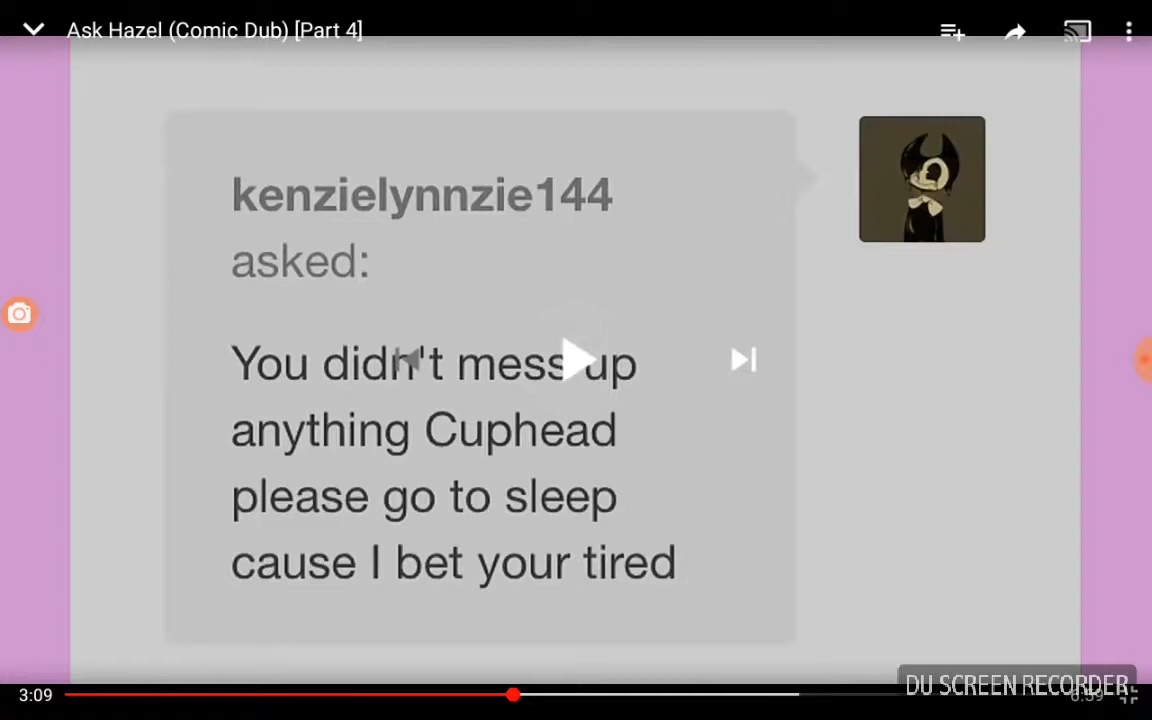 Ask Hazel (Comic Dub) [Part 4]
kenzielynnzie144
asked:
You didn't mess up
anything Cuphead
please go to sleep
cause I bet your tired
3:09
DU SCREEN RECORDER